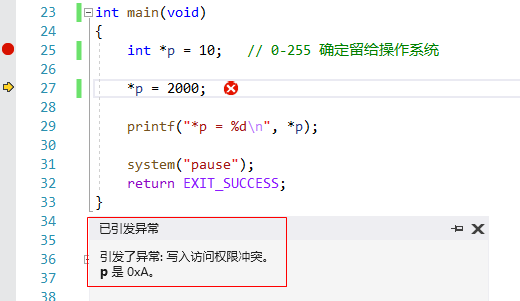 23 int main(void)
24 {
25 int *p = 10; // 0-255 确定留给操作系统
26
27 *p = 2000;
28
29 printf("*p = %d\n", *p);
30
31 system("pause");
32 return EXIT_SUCCESS;
33 }
34
35 已引发异常
36 引发了异常: 写入访问权限冲突。
37 p 是 0xA。
38